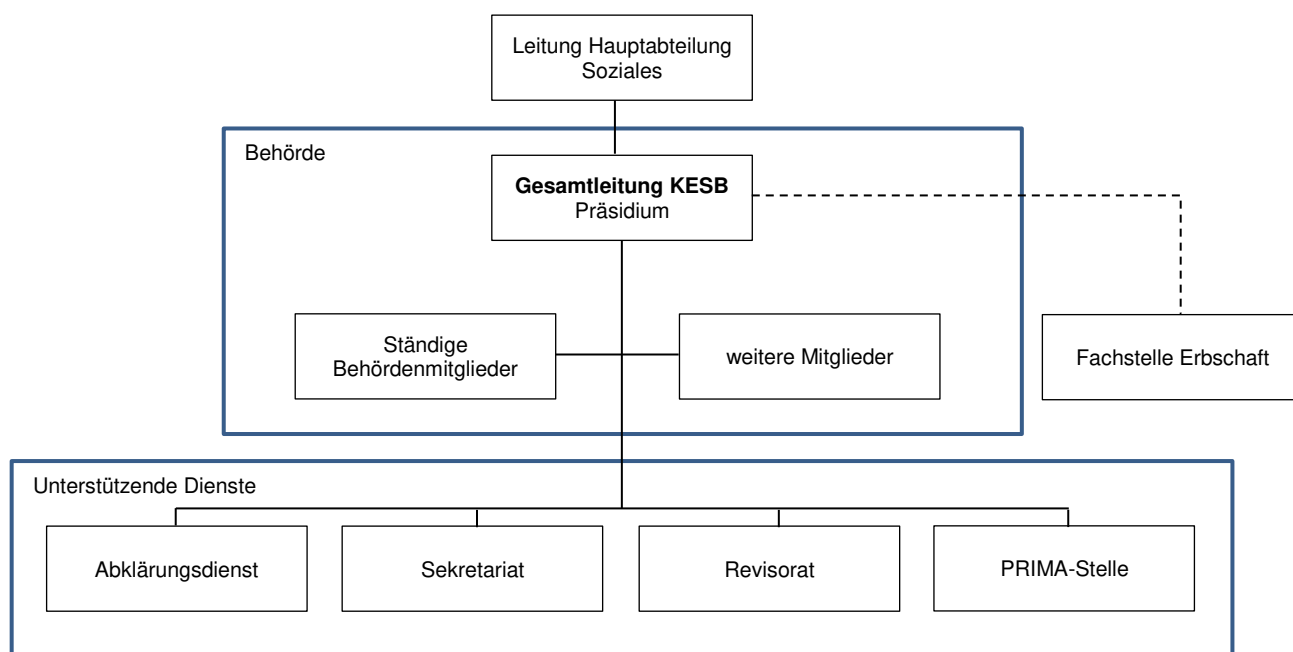 Leitung Hauptabteilung
Soziales
Behörde
Gesamtleitung KESB
Präsidium
Ständige
Behördenmitglieder
weitere Mitglieder
Fachstelle Erbschaft
Unterstützende Dienste
Abklärungsdienst
Sekretariat
Revisorat
PRIMA-Stelle